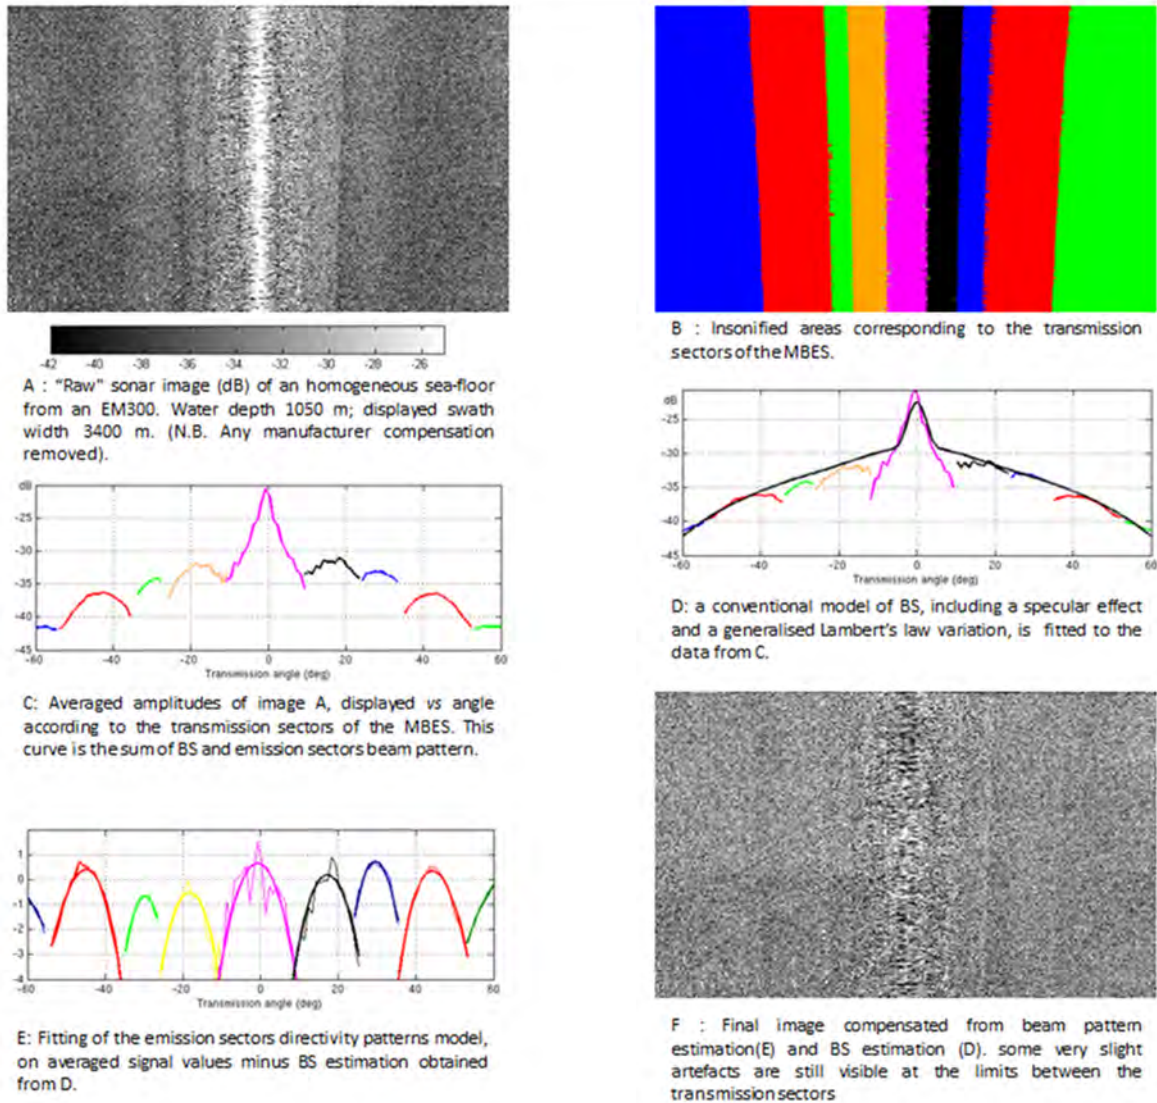 -42 -40 -38 -36 -34 -32 -30 -28 -26
A : "Raw" sonar image (dB) of an homogeneous sea-floor
from an EM300. Water depth 1050 m; displayed swath
width 3400 m. (N.B. Any manufacturer compensation
removed).
B : Insonified areas corresponding to the transmission
sectors of the MBES.
dB
-25
-30
-35
-40
-45
-60 -40 -20 0 20 40 60
Transmission angle (deg)
C: Averaged amplitudes of image A, displayed vs angle
according to the transmission sectors of the MBES. This
curve is the sum of BS and emission sectors beam pattern.
dB
-25
-30
-35
-40
-45
-60 -40 -20 0 20 40 60
Transmission angle (deg)
D: a conventional model of BS, including a specular effect
and a generalised Lambert's law variation, is fitted to the
data from C.
1
0
-1
-2
-3
-4
-60 -40 -20 0 20 40 60
Transmission angle (deg)
E: Fitting of the emission sectors directivity patterns model,
on averaged signal values minus BS estimation obtained
from D.
F : Final image compensated from beam pattern
estimation(E) and BS estimation (D). some very slight
artefacts are still visible at the limits between the
transmission sectors